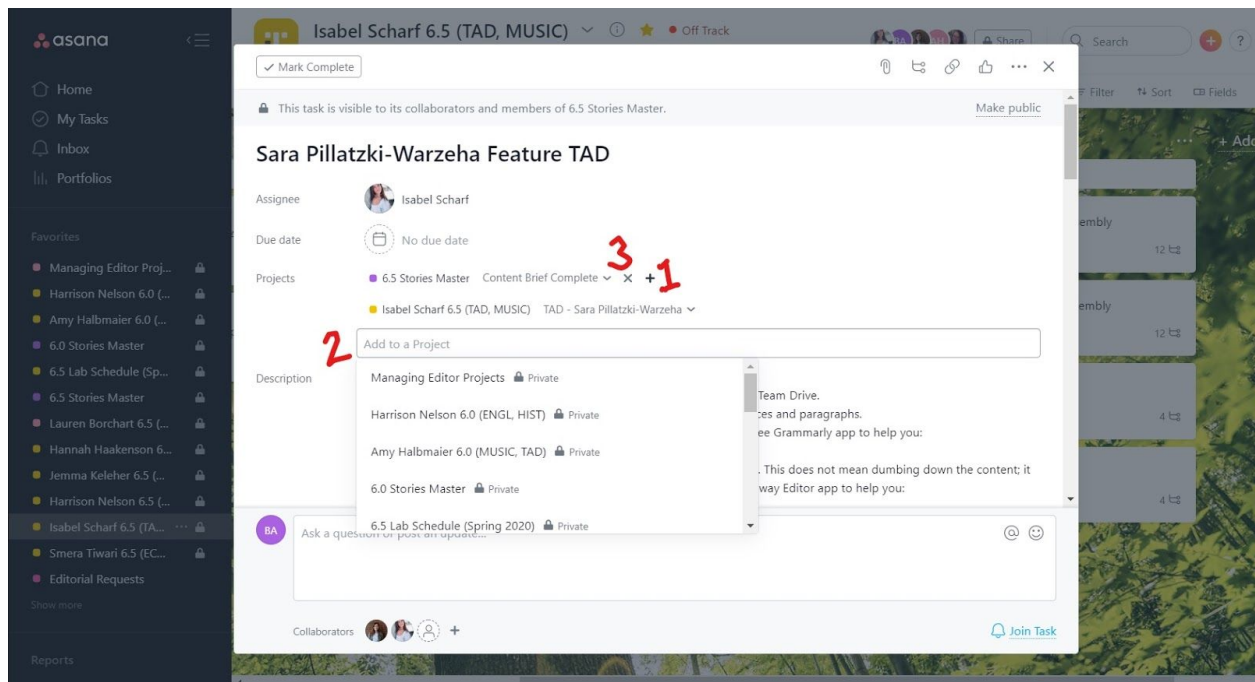 asana
Home
My Tasks
Inbox
Portfolios
Favorites
Managing Editor Proj...
Harrison Nelson 6.0 (...
Amy Halbmaier 6.0 (...
6.0 Stories Master
6.5 Lab Schedule (Sp...
6.5 Stories Master
Lauren Borchart 6.5 (...
Hannah Haakenson 6...
Jemma Keleher 6.5 (...
Harrison Nelson 6.5 (...
Isabel Scharf 6.5 (TA... ...
Smera Tiwari 6.5 (EC...
Editorial Requests
Show more
Reports
Isabel Scharf 6.5 (TAD, MUSIC) Off Track
BA AH Share Search + ?
Filter Sort Fields
... + Add
embly
12
embly
12
4
4
Mark Complete
This task is visible to its collaborators and members of 6.5 Stories Master. Make public
Sara Pillatzki-Warzeha Feature TAD
Assignee Isabel Scharf
Due date No due date
3
Projects 6.5 Stories Master Content Brief Complete × + 1
Isabel Scharf 6.5 (TAD, MUSIC) TAD - Sara Pillatzki-Warzeha
2 Add to a Project
Description
Managing Editor Projects Private
Harrison Nelson 6.0 (ENGL, HIST) Private
Amy Halbmaier 6.0 (MUSIC, TAD) Private
6.0 Stories Master Private
6.5 Lab Schedule (Spring 2020) Private
Team Drive.
ces and paragraphs.
ee Grammarly app to help you:
. This does not mean dumbing down the content; it
way Editor app to help you:
BA Ask a question or post an update... @
Collaborators + Join Task